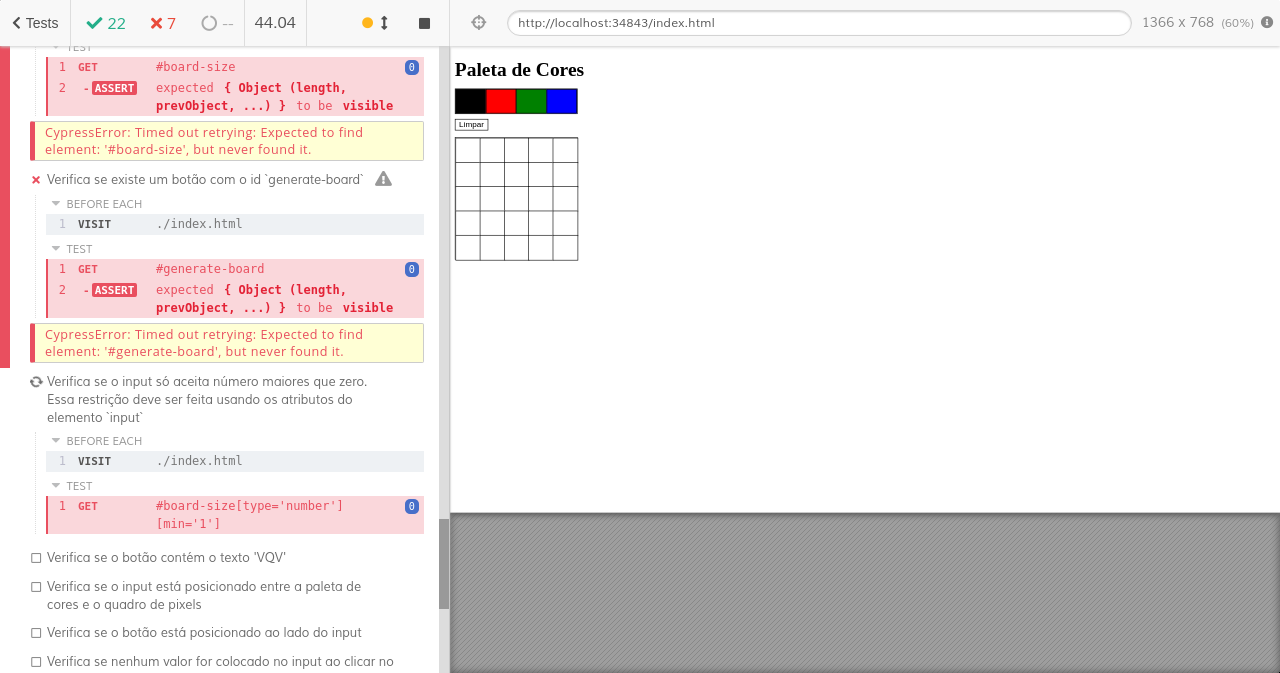 Tests
22
7
--
44.04
http://localhost:34843/index.html
1366 x 768 (60%)
TEST
1 GET #board-size 0
2 -ASSERT expected { Object (length,
prevObject, ...) } to be visible
CypressError: Timed out retrying: Expected to find
element: '#board-size', but never found it.
Verifica se existe um botão com o id `generate-board`
BEFORE EACH
1 VISIT ./index.html
TEST
1 GET #generate-board 0
2 -ASSERT expected { Object (length,
prevObject, ...) } to be visible
CypressError: Timed out retrying: Expected to find
element: '#generate-board', but never found it.
Verifica se o input só aceita número maiores que zero.
Essa restrição deve ser feita usando os atributos do
elemento `input`
BEFORE EACH
1 VISIT ./index.html
TEST
1 GET #board-size[type='number'] 0
[min='1']
Verifica se o botão contém o texto 'VQV'
Verifica se o input está posicionado entre a paleta de
cores e o quadro de pixels
Verifica se o botão está posicionado ao lado do input
Verifica se nenhum valor for colocado no input ao clicar no
Paleta de Cores
Limpar